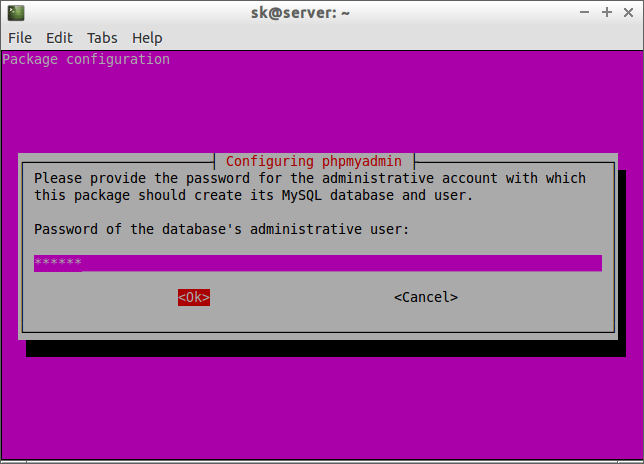 sk@server: ~
File Edit Tabs Help
Package configuration
Configuring phpmyadmin
Please provide the password for the administrative account with which
this package should create its MySQL database and user.
Password of the database's administrative user:
******
<Ok> <Cancel>